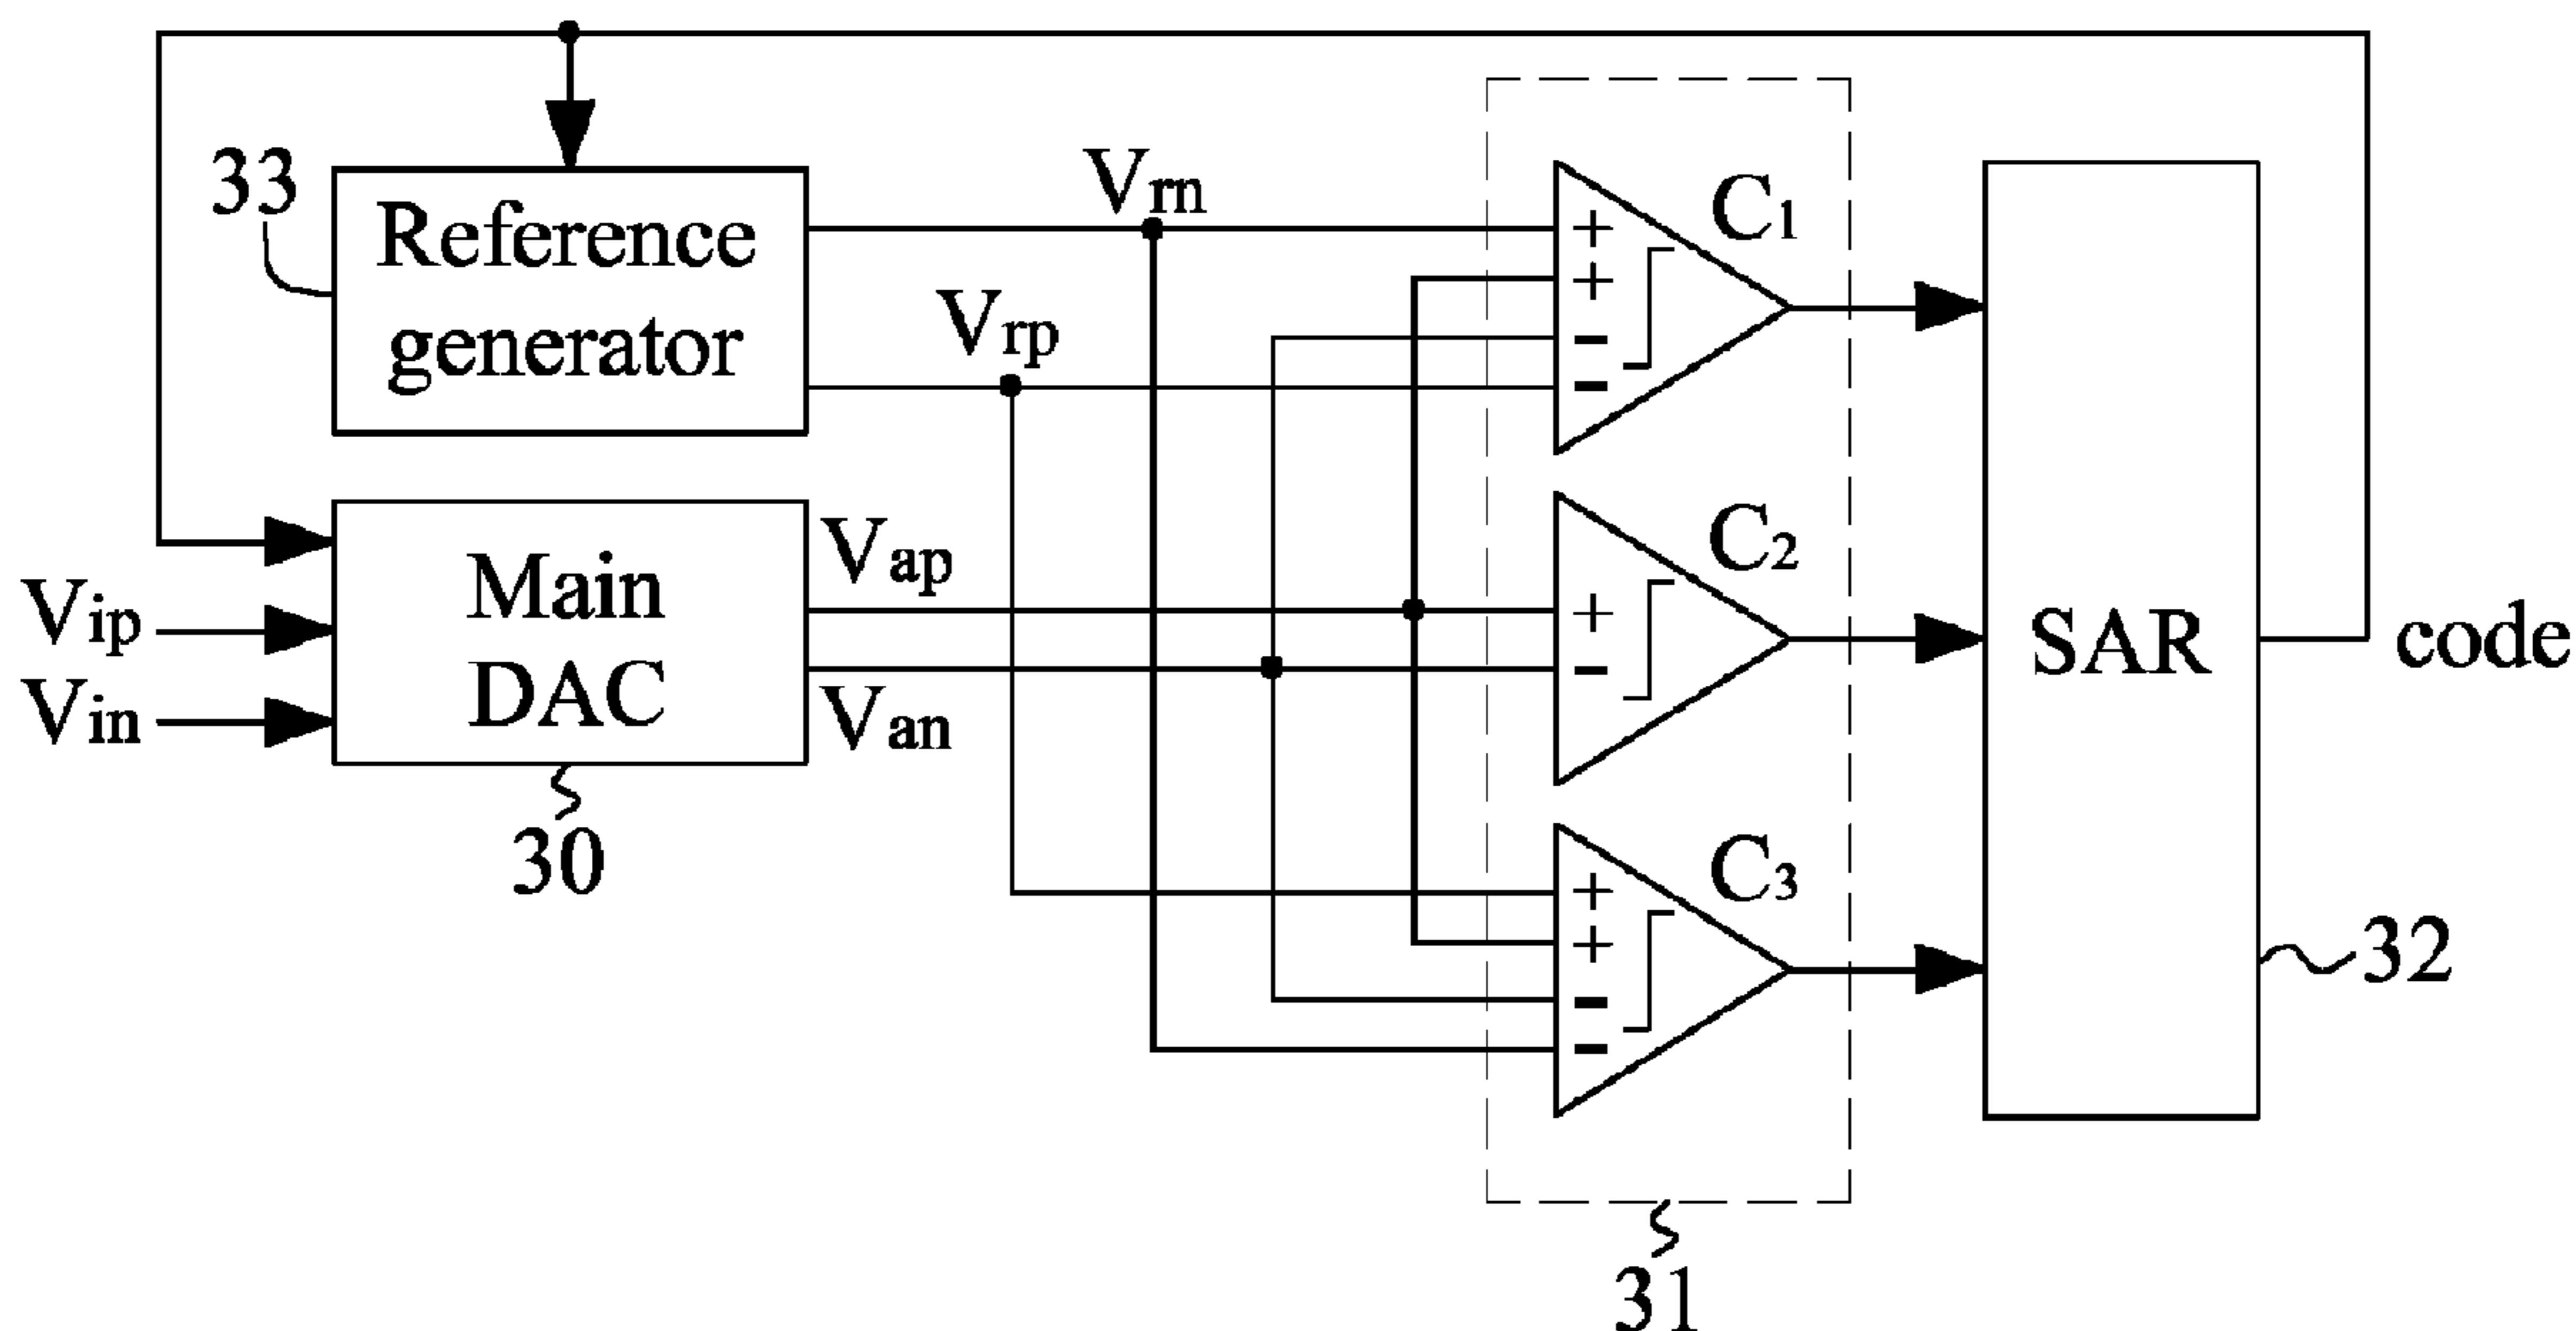 33
Reference
generator
Vrn
Vrp
C1
+
+
-
-
Main
DAC
30
Vip
Vin
Vap
Van
C2
+
-
SAR
code
C3
+
+
-
-
32
31